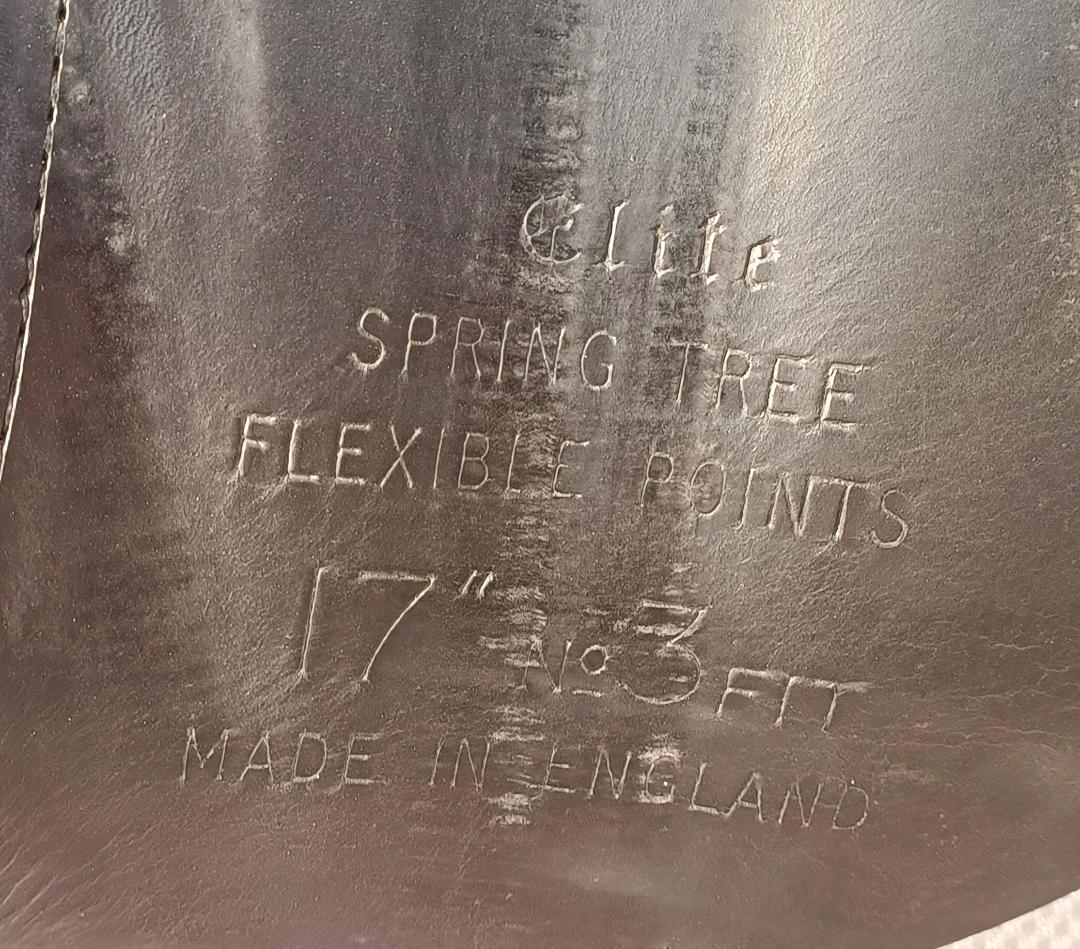 Elite
SPRING TREE
FLEXIBLE POINTS
17" Nº 3 FIT
MADE IN ENGLAND